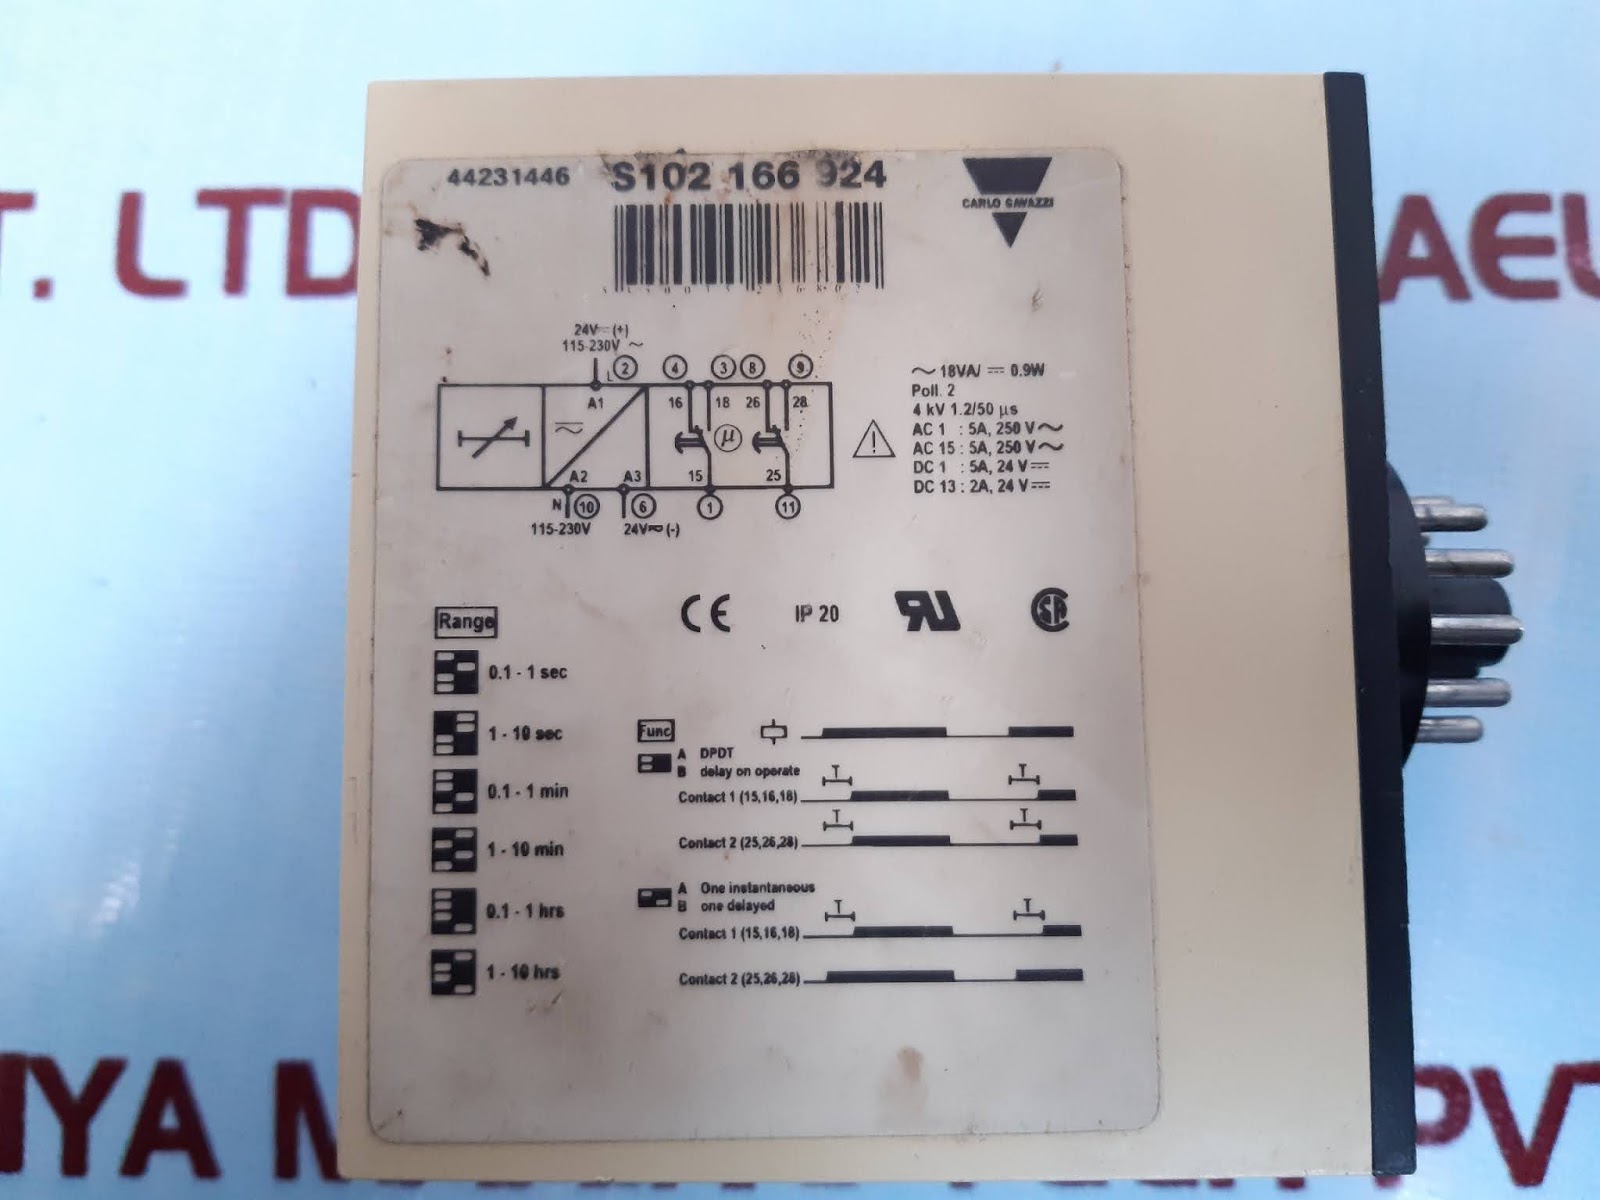 T. LTD
AEU
44231446 S102 166 924
CARLO GAVAZZI
24V⎓(+)
115-230V ~
L 2 4 3 8 9
A1 16 18 26 28
μ
A2 A3 15 25
N 10 6 1 11
115-230V 24V (-)
~ 18VA/ ⎓ 0.9W
Poll. 2
4 kV 1.2/50 μs
AC 1 : 5A, 250 V~
AC 15 : 5A, 250 V~
DC 1 : 5A, 24 V⎓
DC 13 : 2A, 24 V⎓
CE IP 20 RU SA
Range
0.1 - 1 sec
1 - 10 sec
0.1 - 1 min
1 - 10 min
0.1 - 1 hrs
1 - 10 hrs
Func
A DPDT
B delay on operate
T T
Contact 1 (15,16,18)
T T
Contact 2 (25,26,28)
A One instantaneous
B one delayed
T T
Contact 1 (15,16,18)
Contact 2 (25,26,28)
NYA M
PVT